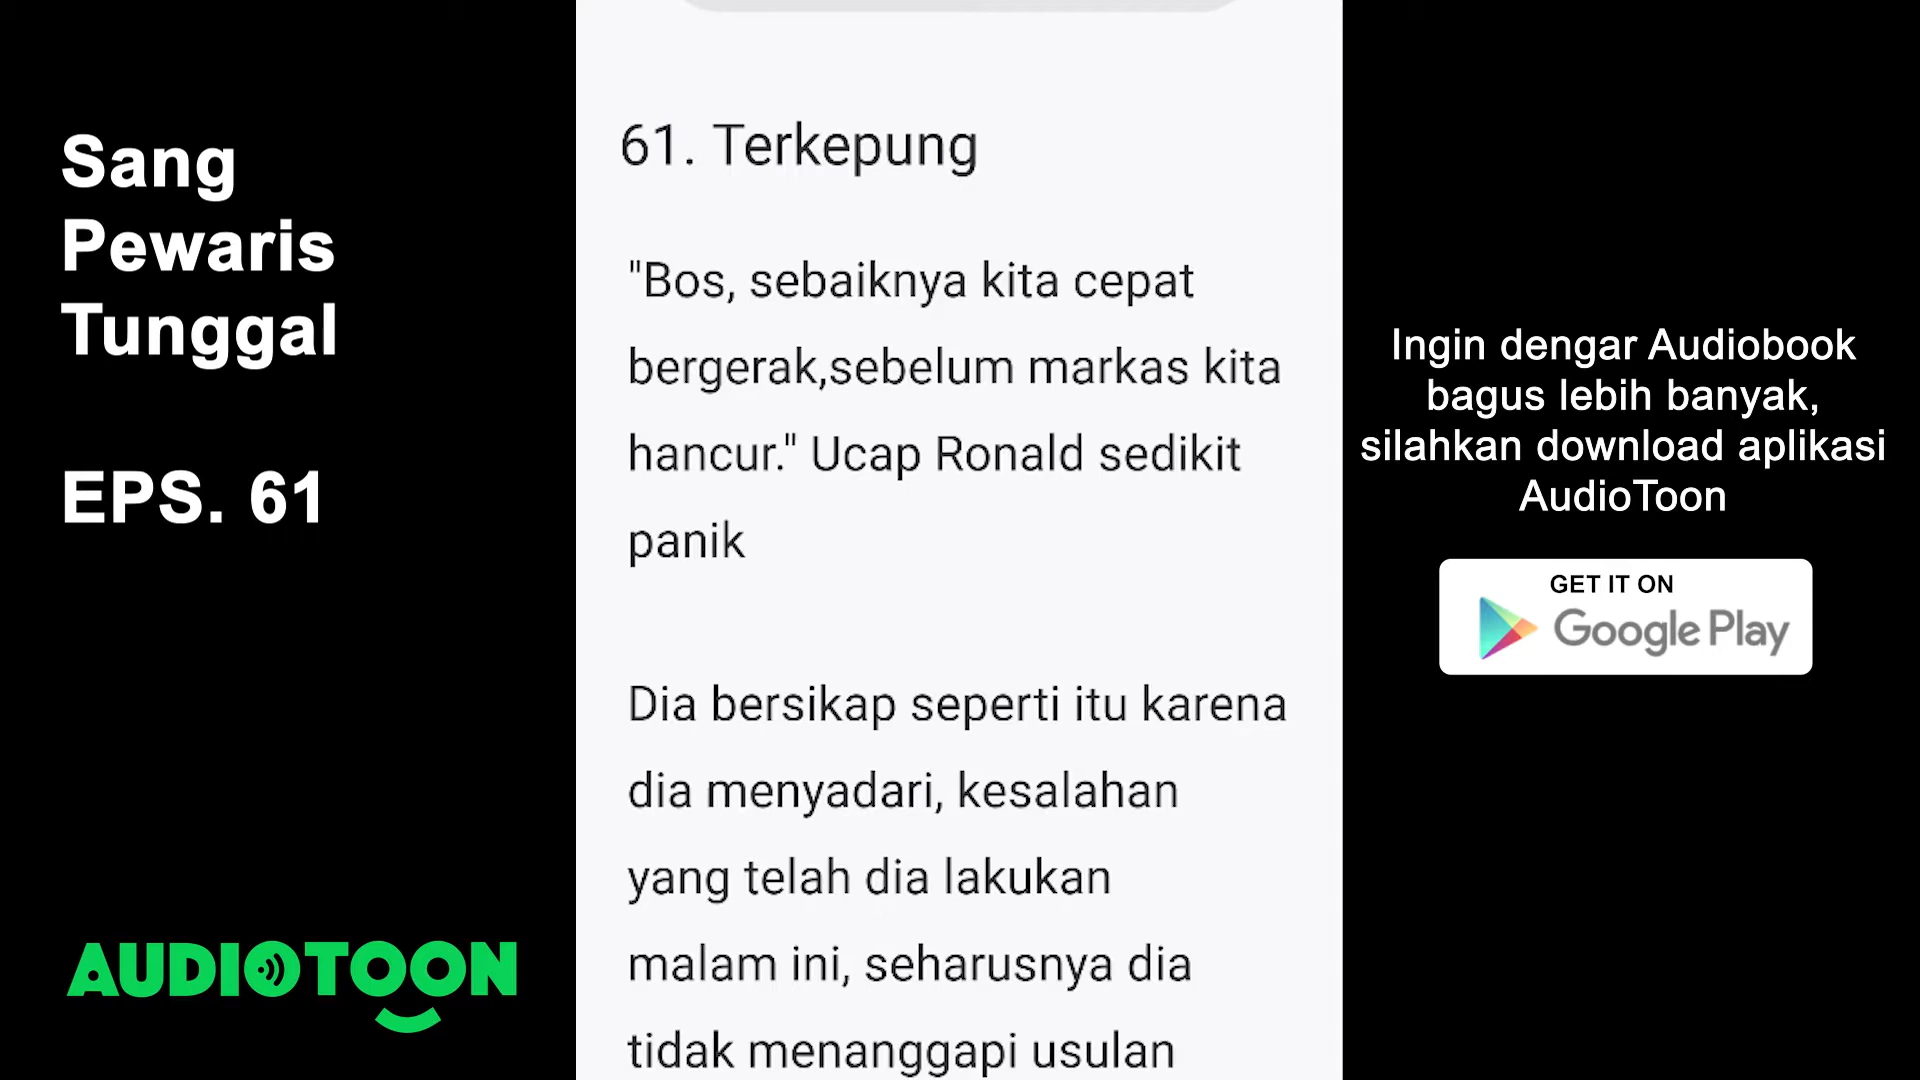 Sang
Pewaris
Tunggal
EPS. 61
AUDIOTOON
61. Terkepung
"Bos, sebaiknya kita cepat
bergerak,sebelum markas kita
hancur." Ucap Ronald sedikit
panik
Dia bersikap seperti itu karena
dia menyadari, kesalahan
yang telah dia lakukan
malam ini, seharusnya dia
tidak menanggapi usulan
Ingin dengar Audiobook
bagus lebih banyak,
silahkan download aplikasi
AudioToon
GET IT ON
Google Play